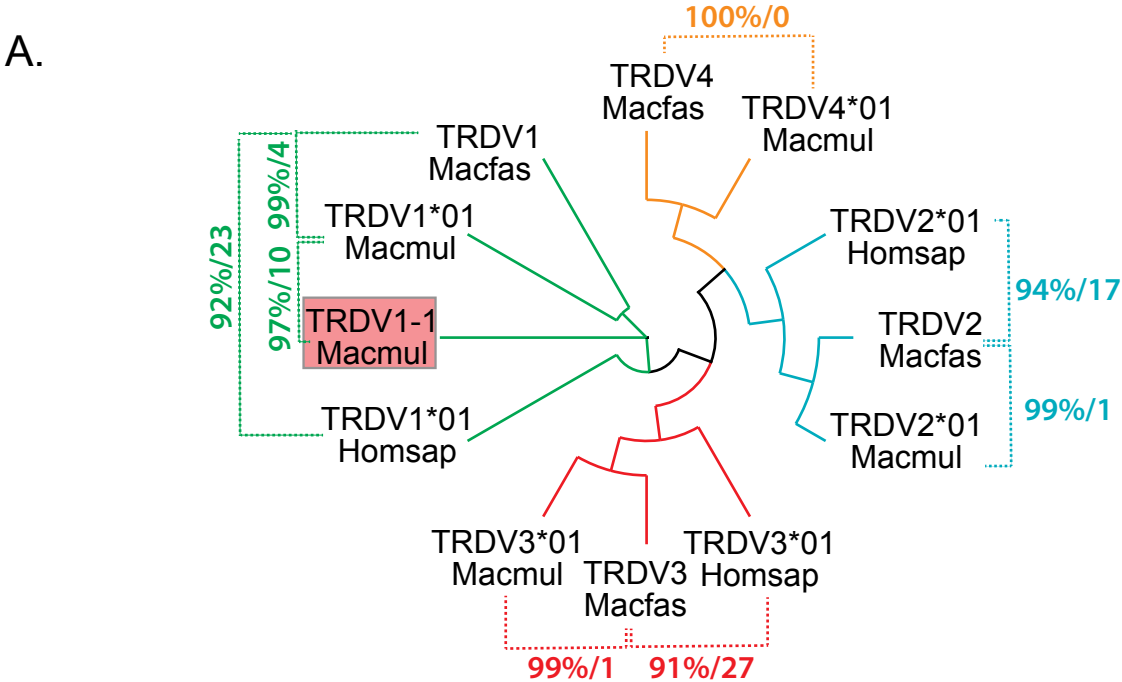 A.
100%/0
TRDV4
Macfas
TRDV4*01
Macmul
TRDV1
Macfas
99%/4
TRDV1*01
Macmul
92%/23
97%/10
TRDV1-1
Macmul
TRDV1*01
Homsap
TRDV2*01
Homsap
94%/17
TRDV2
Macfas
99%/1
TRDV2*01
Macmul
TRDV3*01
Macmul
TRDV3
Macfas
TRDV3*01
Homsap
99%/1
91%/27